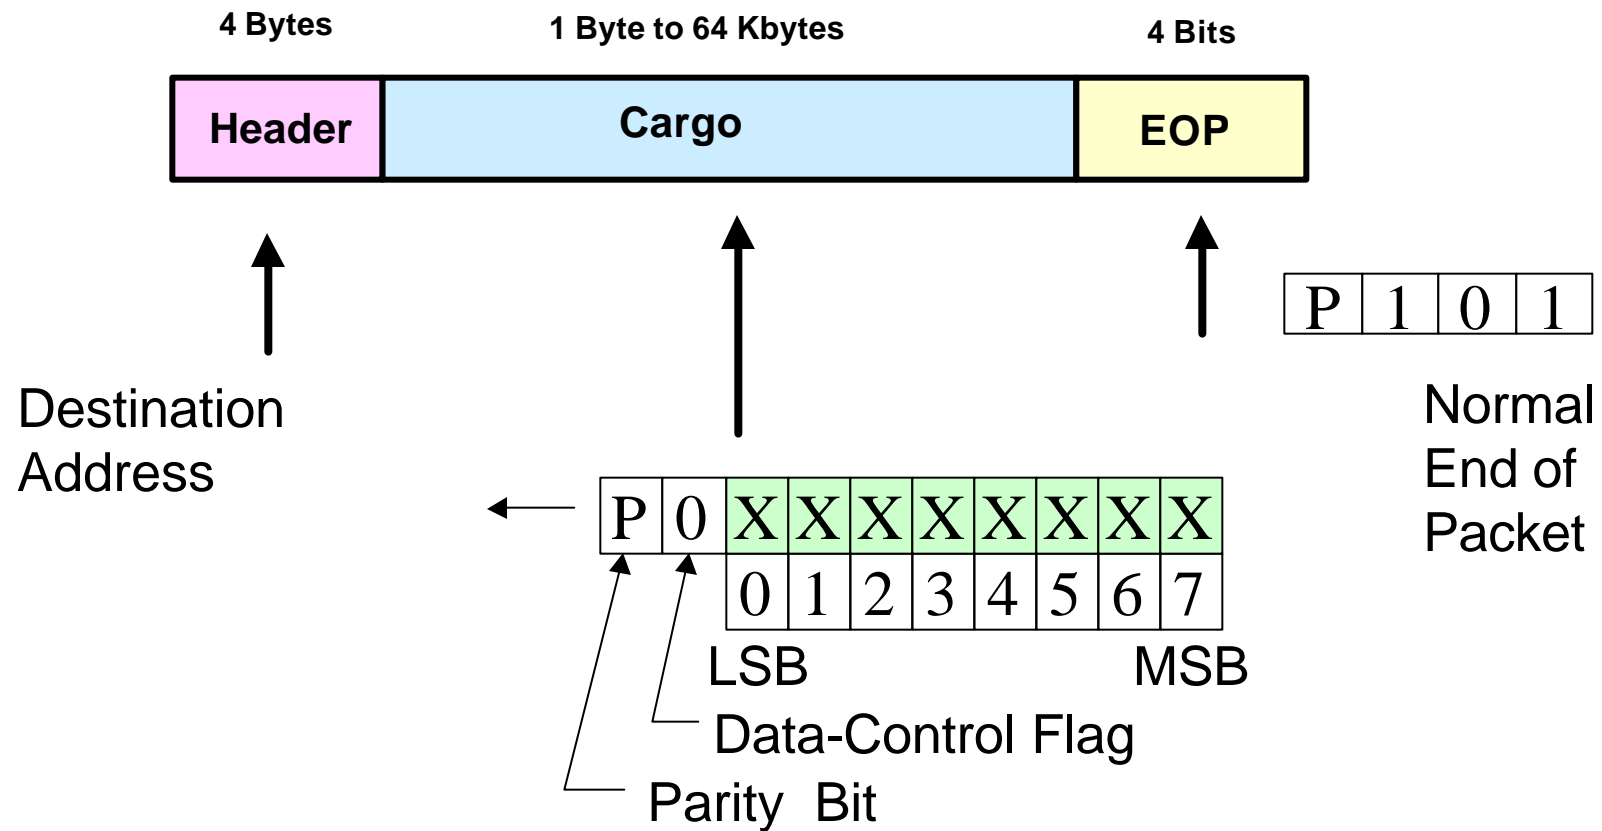 4 Bytes
1 Byte to 64 Kbytes
4 Bits
Header
Cargo
EOP
P 1 0 1
Destination
Address
Normal
End of
Packet
P 0 X X X X X X X X
0 1 2 3 4 5 6 7
LSB
MSB
Data-Control Flag
Parity Bit